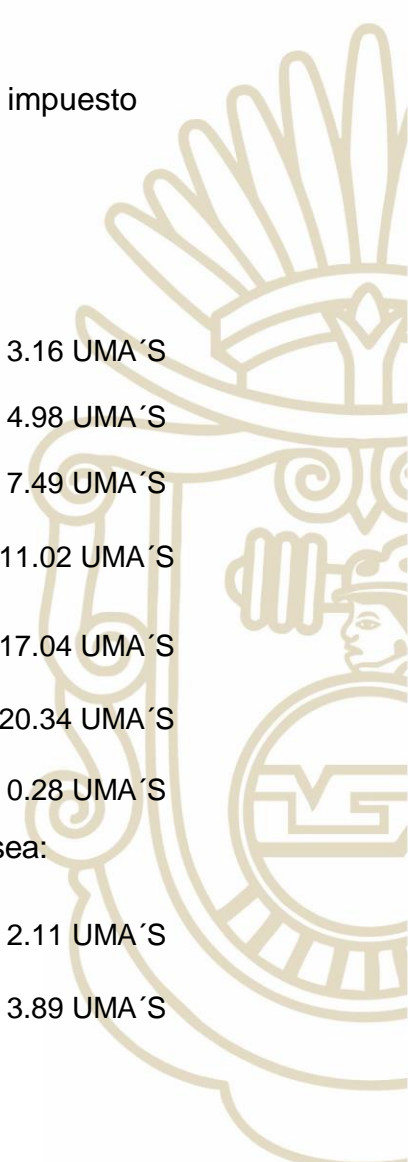 impuesto
3.16 UMA´S
4.98 UMA´S
7.49 UMA´S
11.02 UMA´S
17.04 UMA´S
20.34 UMA´S
0.28 UMA´S
sea:
2.11 UMA´S
3.89 UMA´S